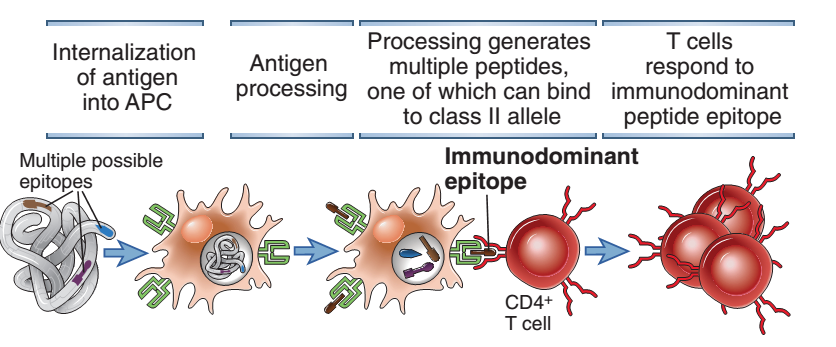 Internalization
of antigen
into APC
Antigen
processing
Processing generates
multiple peptides,
one of which can bind
to class II allele
T cells
respond to
immunodominant
peptide epitope
Multiple possible
epitopes
Immunodominant
epitope
CD4+
T cell